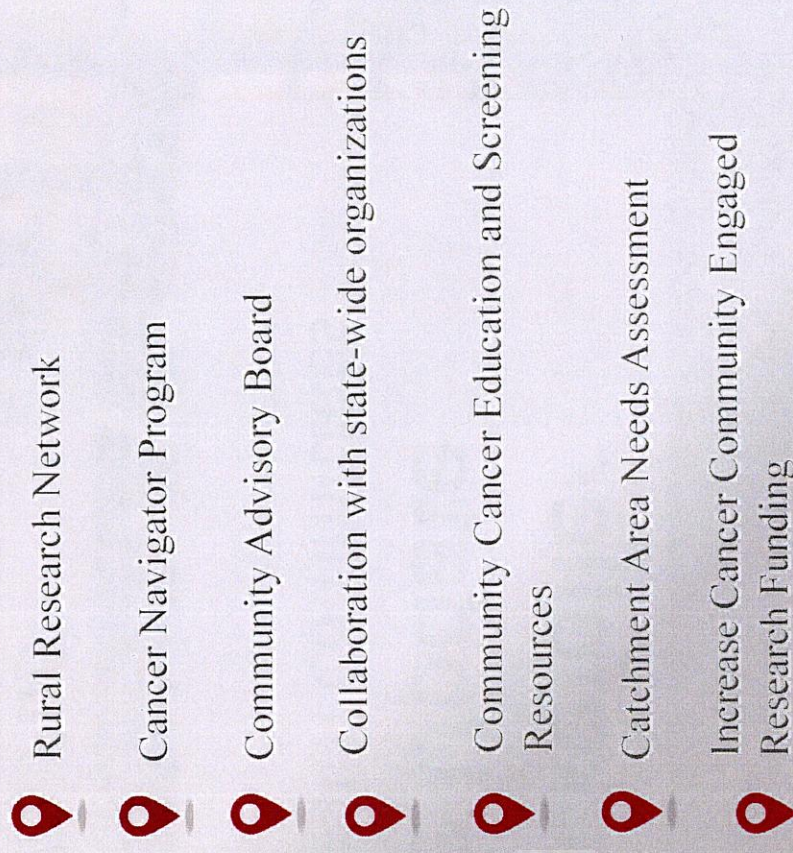 Rural Research Network
Cancer Navigator Program
Community Advisory Board
Collaboration with state-wide organizations
Community Cancer Education and Screening
Resources
Catchment Area Needs Assessment
Increase Cancer Community Engaged
Research Funding